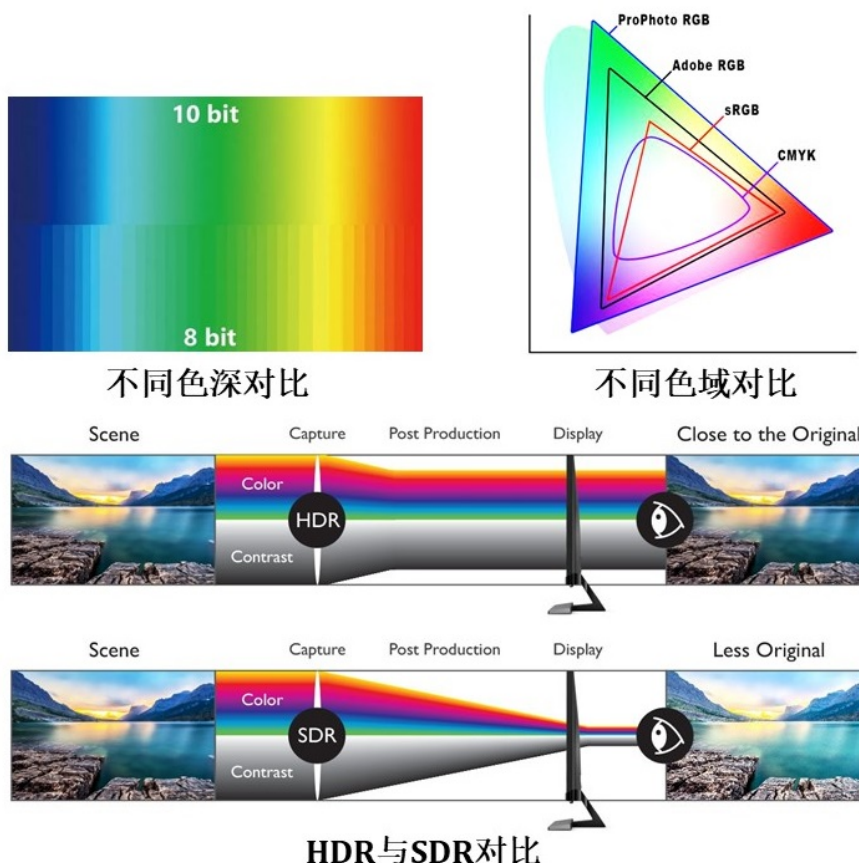 10 bit
8 bit
不同色深对比
ProPhoto RGB
Adobe RGB
sRGB
CMYK
不同色域对比
Scene
Capture
Post Production
Display
Close to the Original
Color
HDR
Contrast
Scene
Capture
Post Production
Display
Less Original
Color
SDR
Contrast
HDR与SDR对比